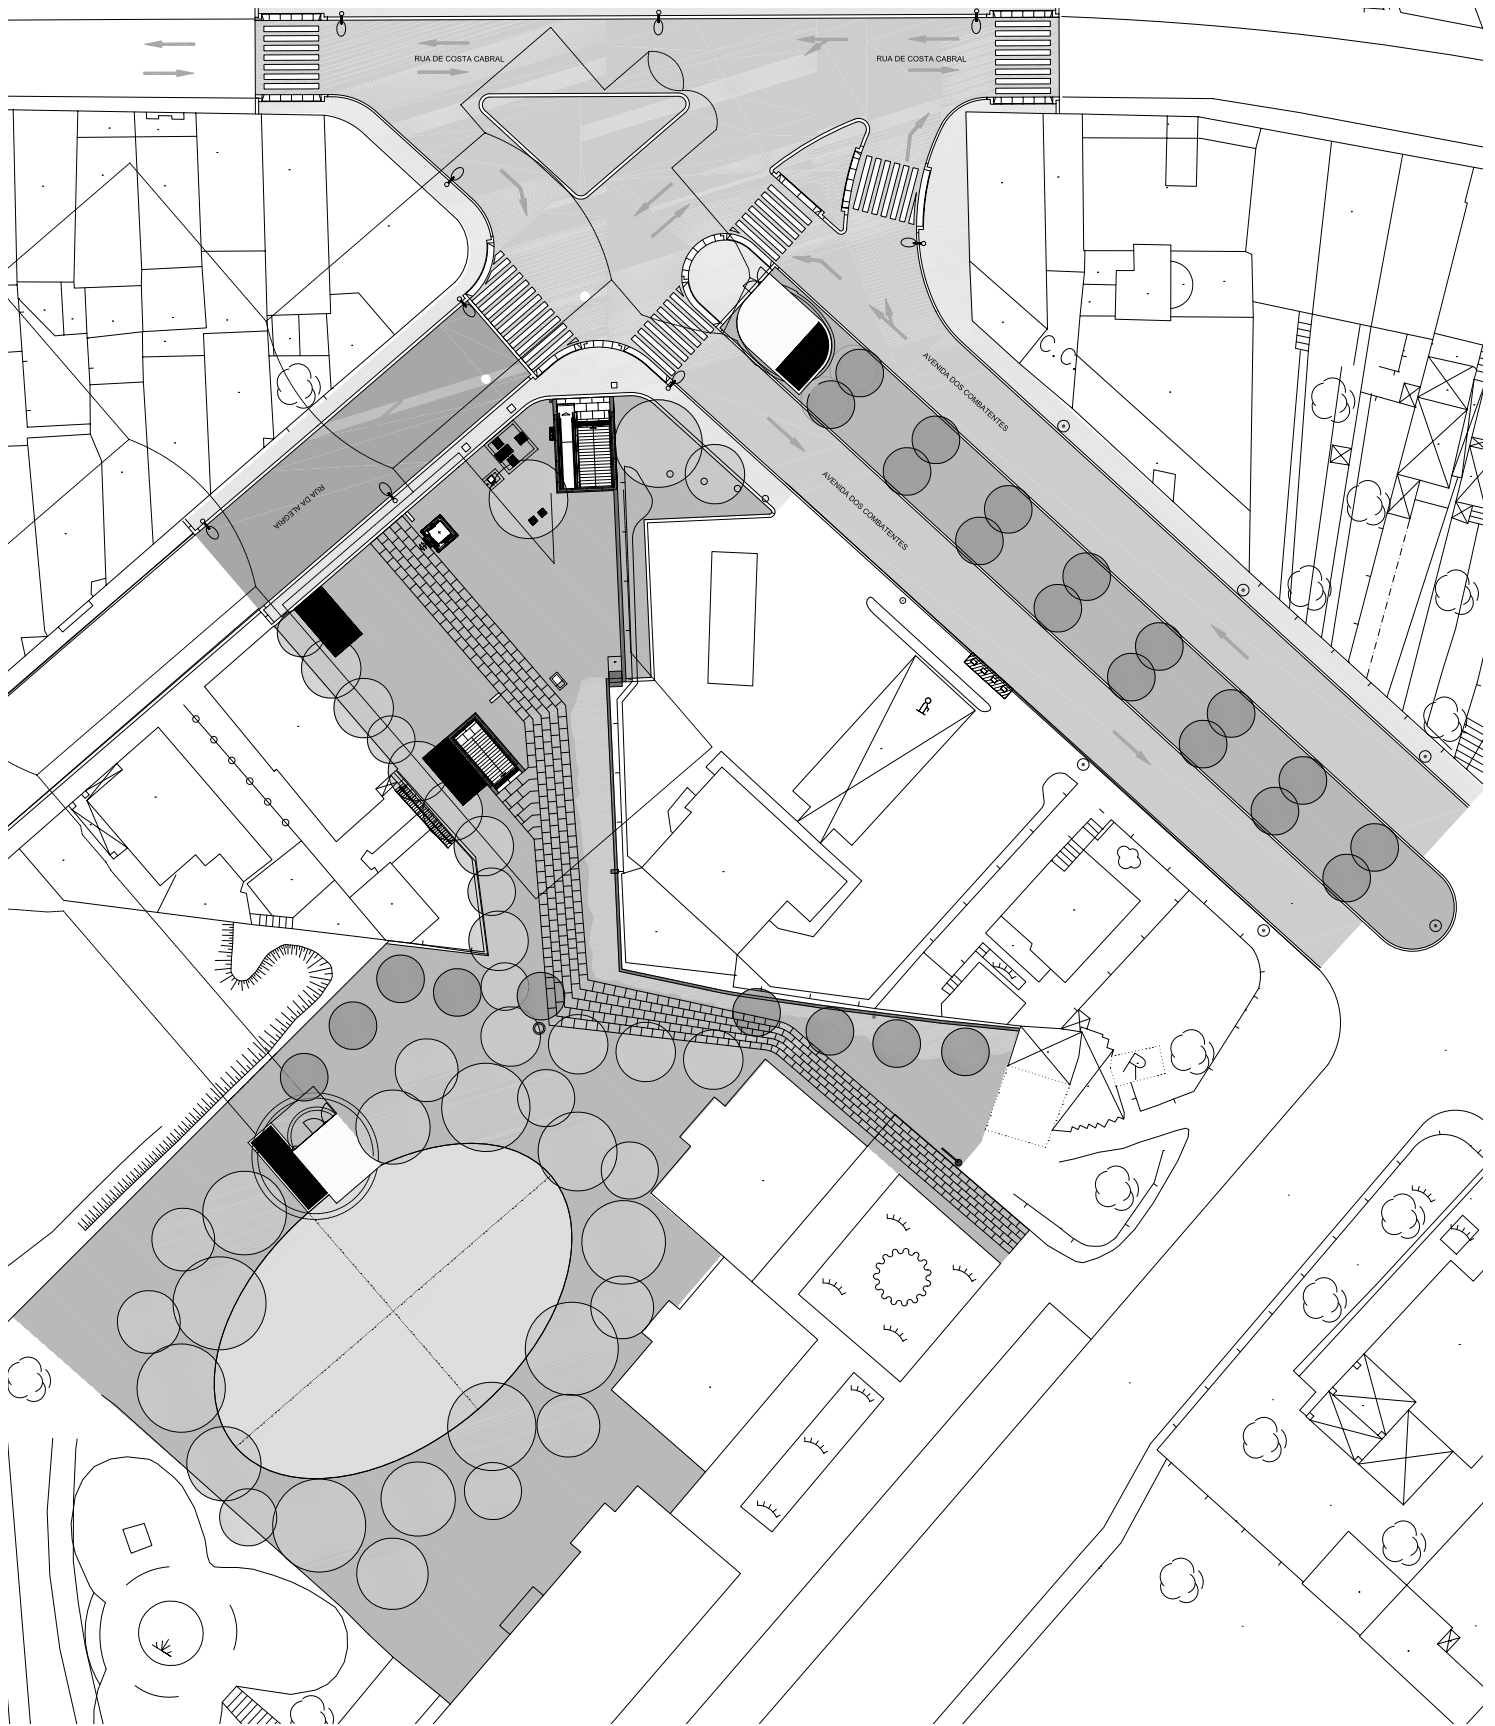 RUA DE COSTA CABRAL
RUA DE COSTA CABRAL
C. C.
AVENIDA DOS COMBATENTES
AVENIDA DOS COMBATENTES
RUA DA ALEGRIA
R